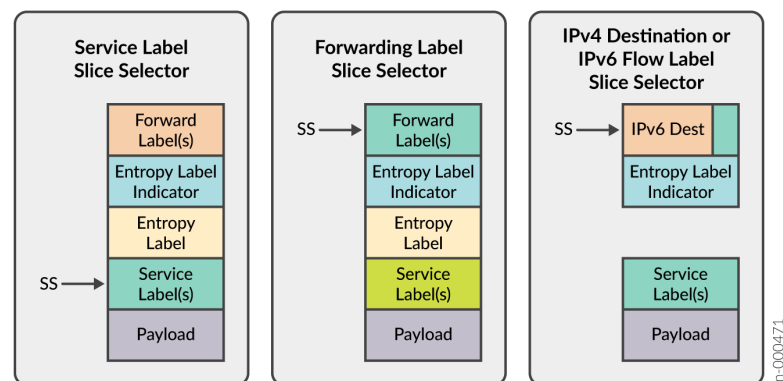 Service Label
Slice Selector
Forward
Label(s)
Entropy Label
Indicator
Entropy
Label
SS
Service
Label(s)
Payload
Forwarding Label
Slice Selector
SS
Forward
Label(s)
Entropy Label
Indicator
Entropy
Label
Service
Label(s)
Payload
IPv4 Destination or
IPv6 Flow Label
Slice Selector
SS
IPv6 Dest
Entropy Label
Indicator
Service
Label(s)
Payload
n-000471